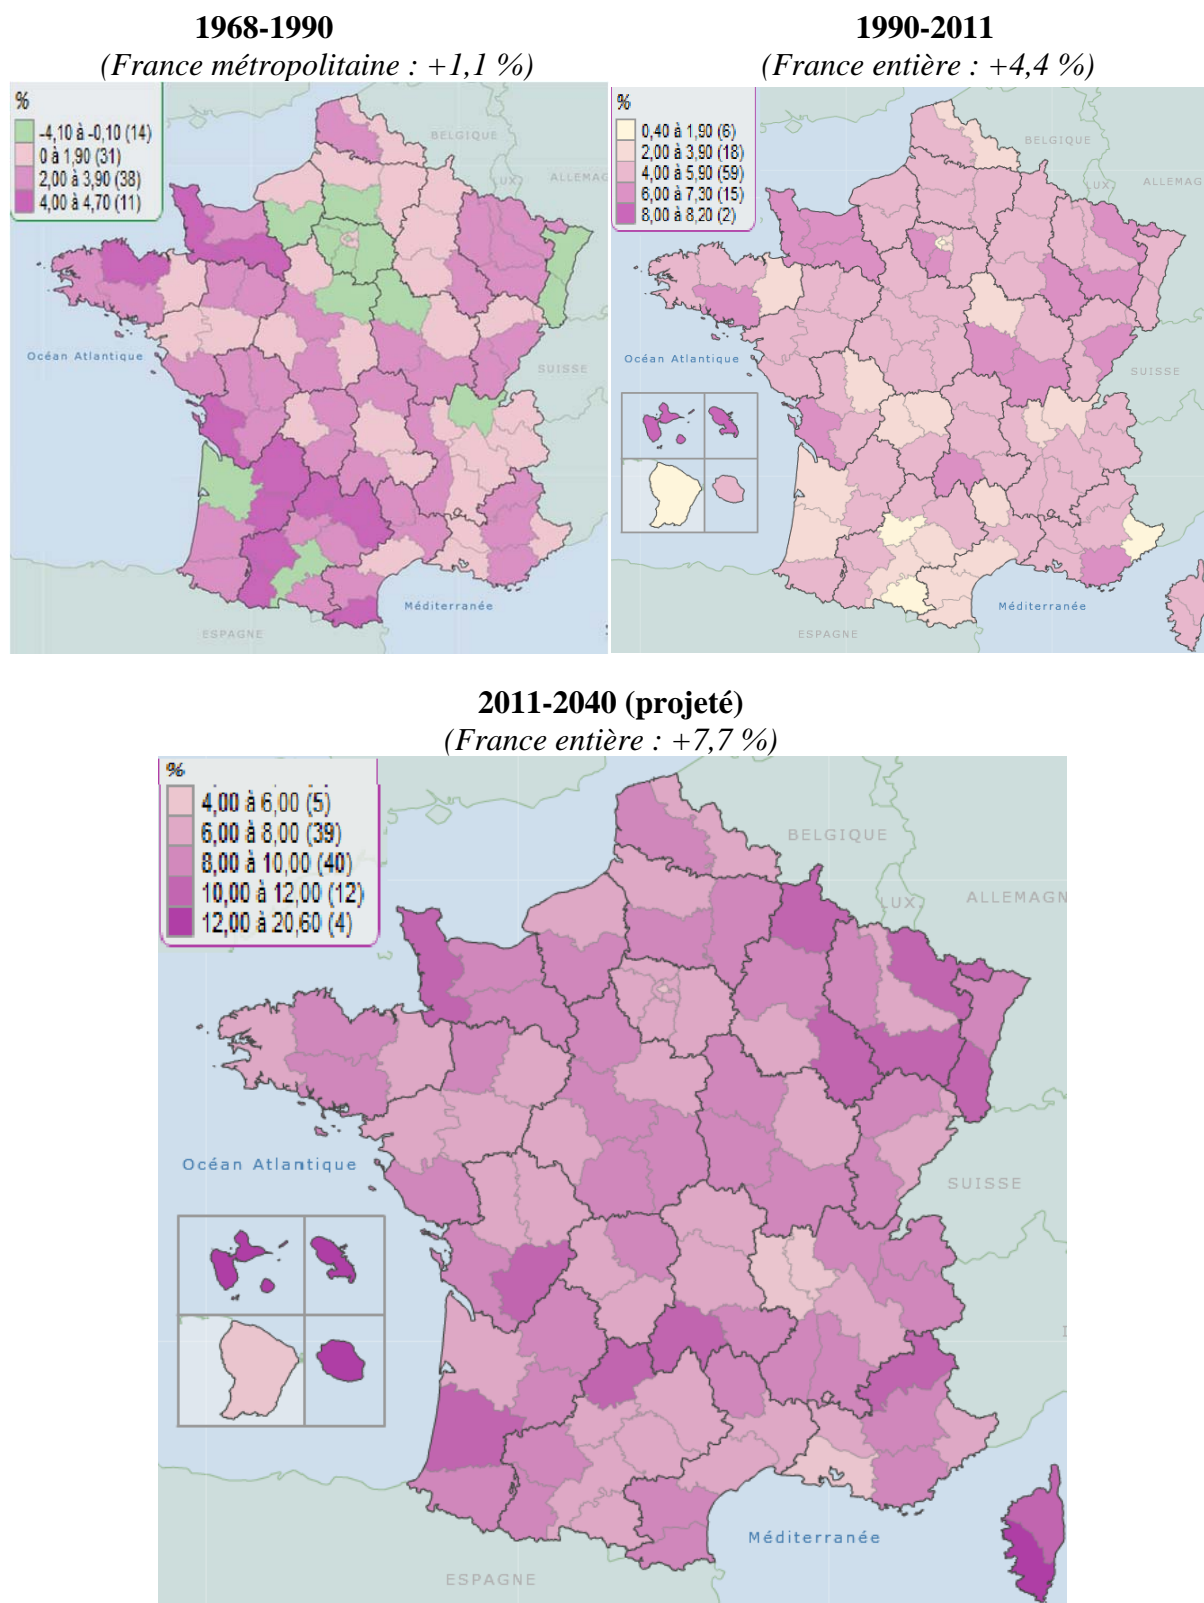 1968-1990
(France métropolitaine : +1,1 %)
%
-4,10 à -0,10 (14)
0 à 1,90 (31)
2,00 à 3,90 (38)
4,00 à 4,70 (11)
BELGIQUE
LUX.
ALLEMAG
Océan Atlantique
SUISSE
Méditerranée
ESPAGNE
1990-2011
(France entière : +4,4 %)
%
0,40 à 1,90 (6)
2,00 à 3,90 (18)
4,00 à 5,90 (59)
6,00 à 7,30 (15)
8,00 à 8,20 (2)
BELGIQUE
LUX.
ALLEMAG
Océan Atlantique
SUISSE
Méditerranée
ESPAGNE
2011-2040 (projeté)
(France entière : +7,7 %)
%
4,00 à 6,00 (5)
6,00 à 8,00 (39)
8,00 à 10,00 (40)
10,00 à 12,00 (12)
12,00 à 20,60 (4)
BELGIQUE
LUX.
ALLEMAGN
Océan Atlantique
SUISSE
Méditerranée
ESPAGNE